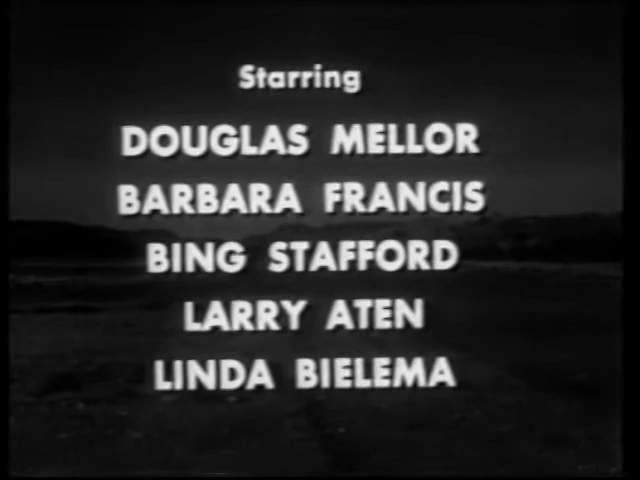 Starring
DOUGLAS MELLOR
BARBARA FRANCIS
BING STAFFORD
LARRY ATEN
LINDA BIELEMA